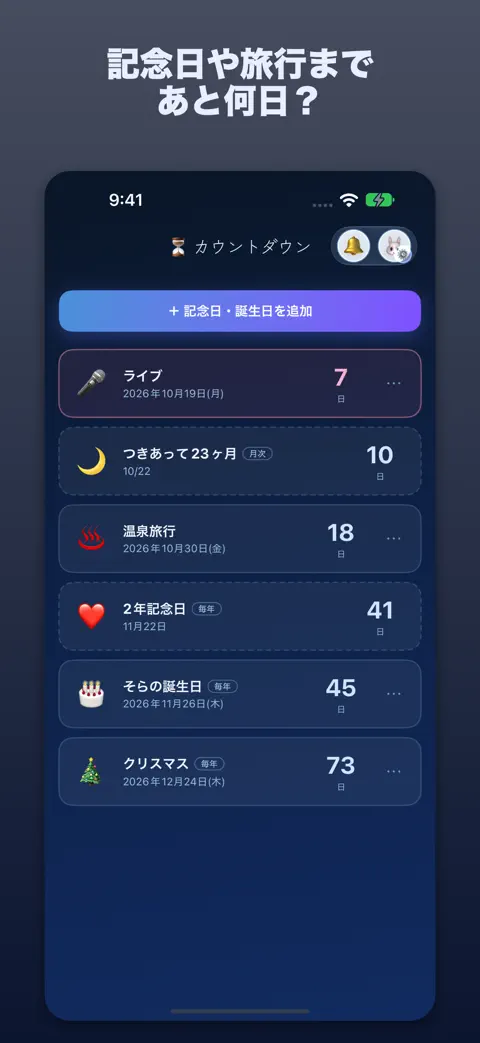 記念日や旅行まで
あと何日？
9:41
カウントダウン
+ 記念日・誕生日を追加
ライブ
2026年10月19日(月)
7
日
つきあって23ヶ月 月次
10/22
10
日
温泉旅行
2026年10月30日(金)
18
日
2年記念日 毎年
11月22日
41
日
そらの誕生日 毎年
2026年11月26日(木)
45
日
クリスマス 毎年
2026年12月24日(木)
73
日